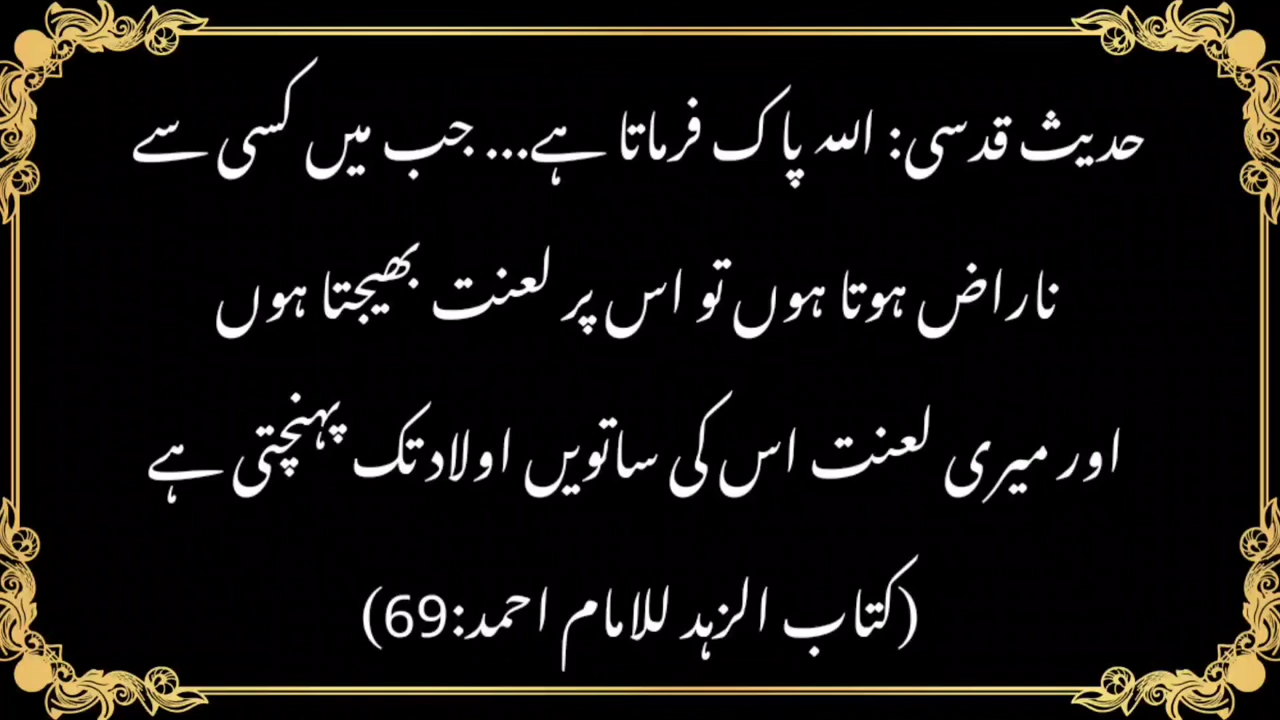 حدیث قدسی: اللہ پاک فرماتا ہے... جب میں کسی سے
ناراض ہوتا ہوں تو اس پر لعنت بھیجتا ہوں
اور میری لعنت اس کی ساتویں اولاد تک پہنچتی ہے
(کتاب الزہد للامام احمد:69)